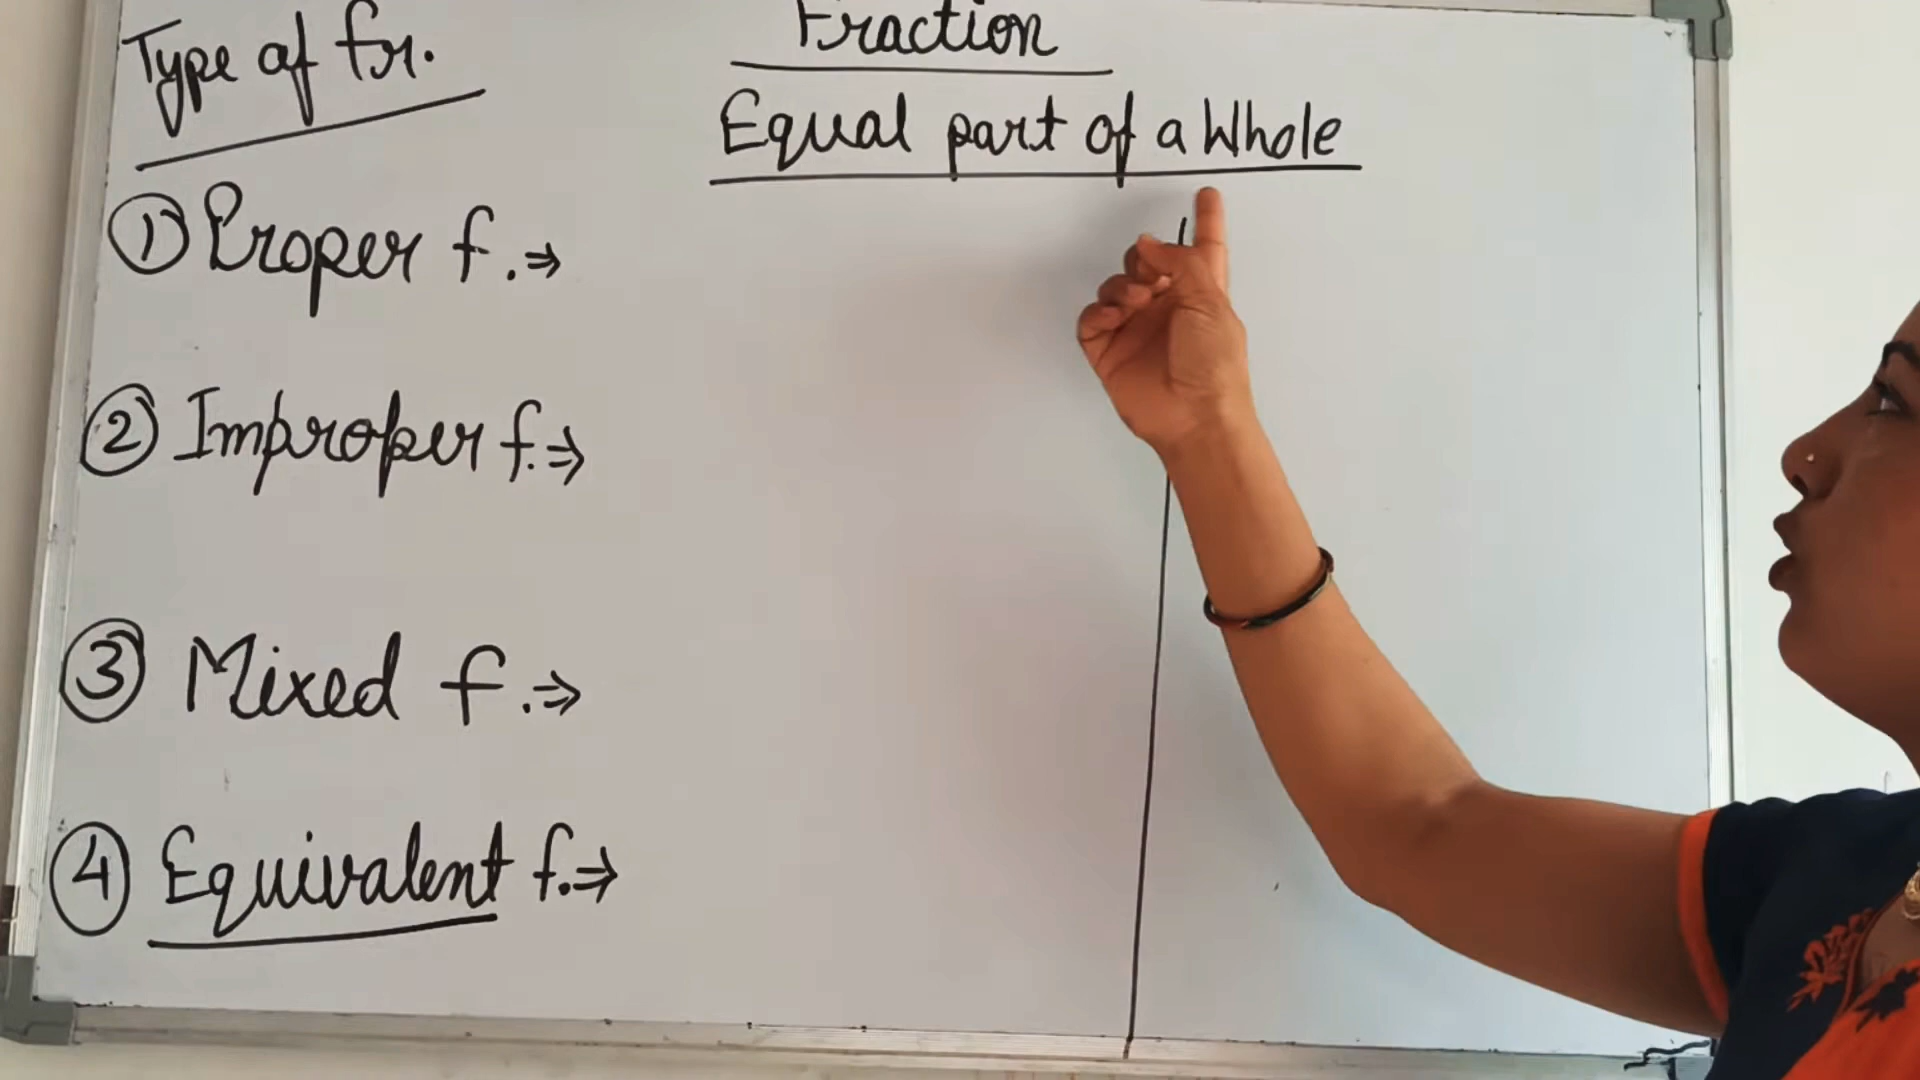 Fraction
Equal part of a Whole
Type of fr.
① Proper f. ⇒
② Improper f. ⇒
③ Mixed f. ⇒
④ Equivalent f. ⇒